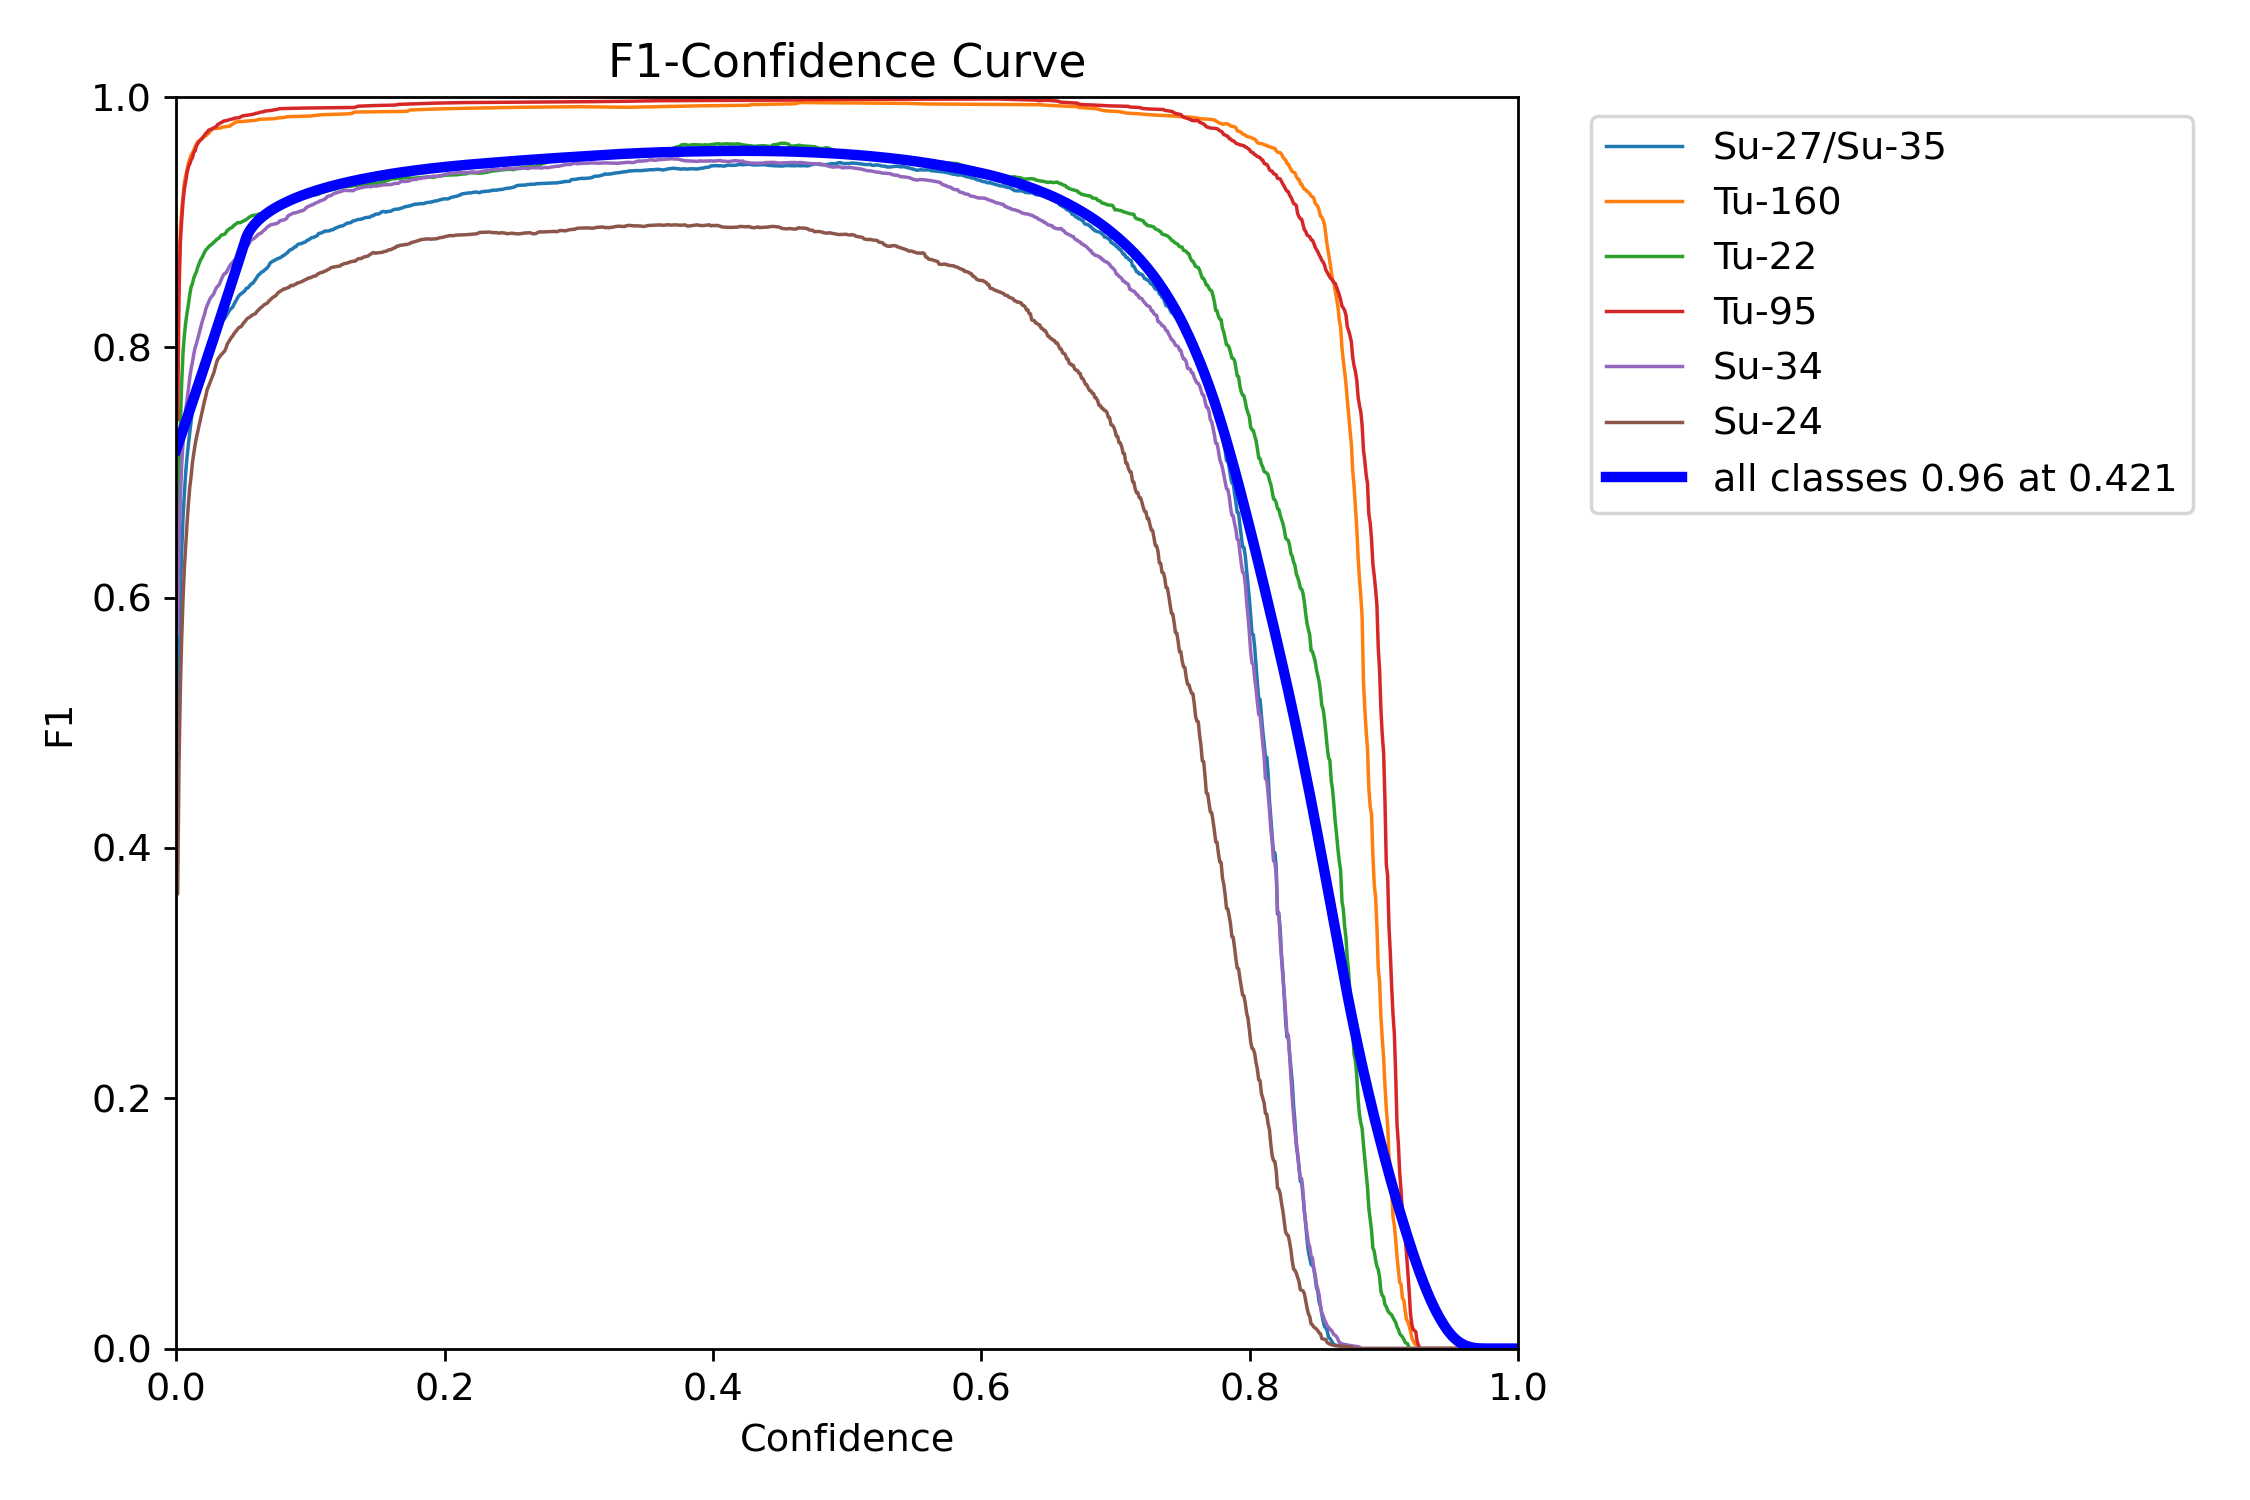 F1-Confidence Curve
1.0
0.8
0.6
0.4
0.2
0.0
F1
0.0 0.2 0.4 0.6 0.8 1.0
Confidence
Su-27/Su-35
Tu-160
Tu-22
Tu-95
Su-34
Su-24
all classes 0.96 at 0.421